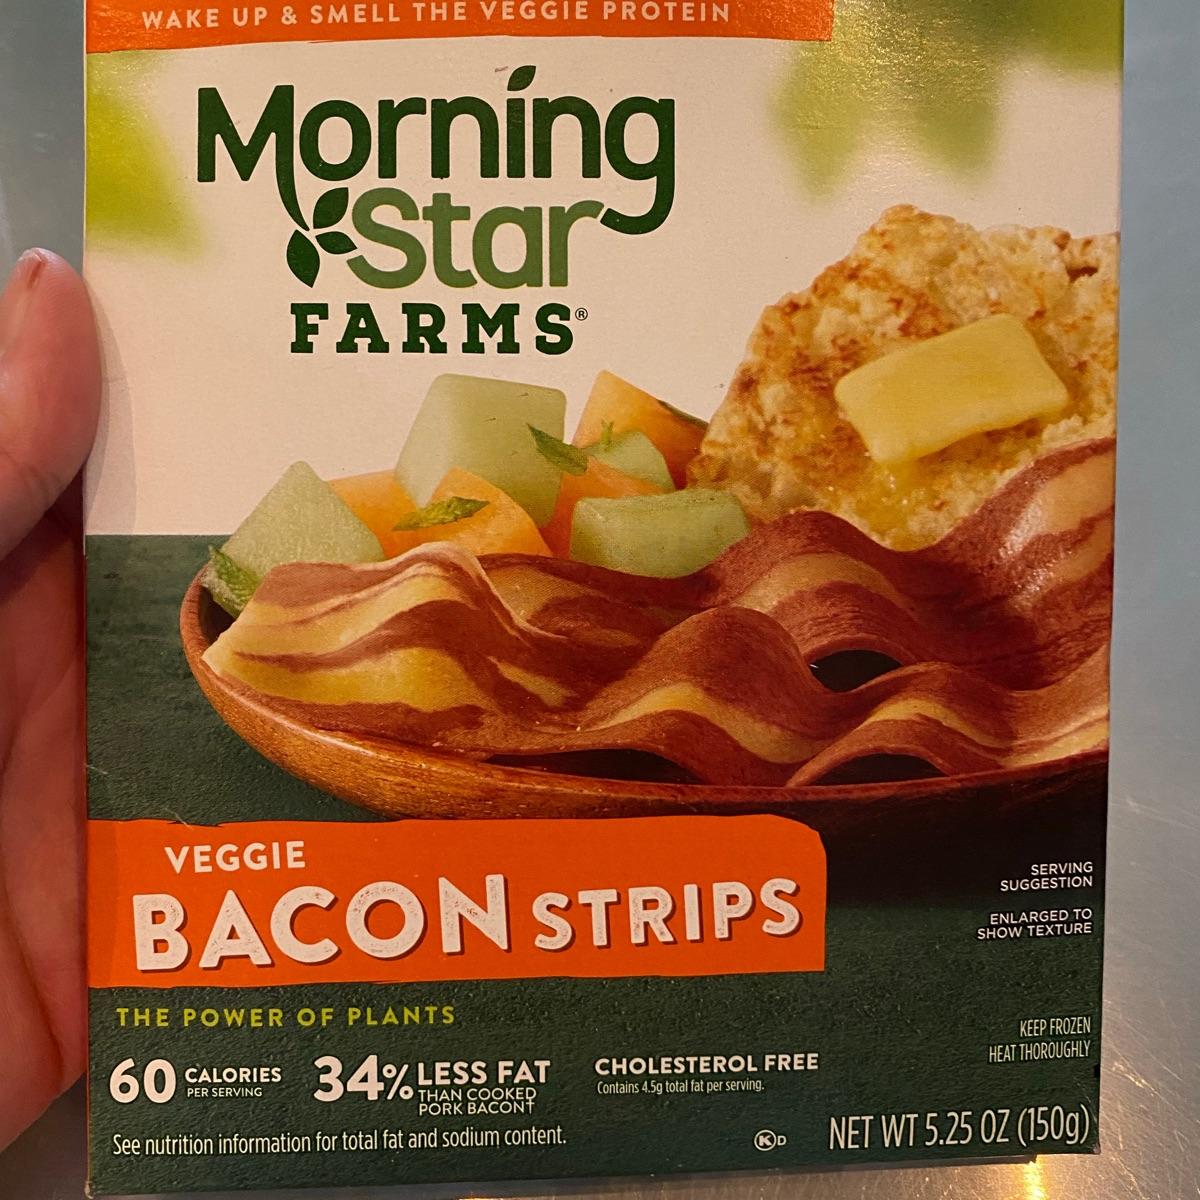 WAKE UP & SMELL THE VEGGIE PROTEIN
Morning
Star
FARMS®
VEGGIE
BACON STRIPS
SERVING
SUGGESTION
ENLARGED TO
SHOW TEXTURE
THE POWER OF PLANTS
KEEP FROZEN
HEAT THOROUGHLY
60 CALORIES
PER SERVING
34% LESS FAT
THAN COOKED
PORK BACON†
CHOLESTEROL FREE
Contains 4.5g total fat per serving.
See nutrition information for total fat and sodium content.
K D
NET WT 5.25 OZ (150g)